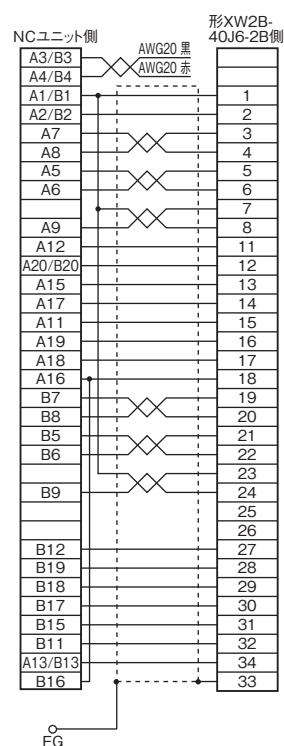 NCユニット側
形XW2B-
40J6-2B側
A3/B3 AWG20 黒
A4/B4 AWG20 赤
A1/B1 1
A2/B2 2
A7 3
A8 4
A5 5
A6 6
7
A9 8
A12 11
A20/B20 12
A15 13
A17 14
A11 15
A19 16
A18 17
A16 18
B7 19
B8 20
B5 21
B6 22
23
B9 24
25
26
B12 27
B19 28
B18 29
B17 30
B15 31
B11 32
A13/B13 34
B16 33
FG